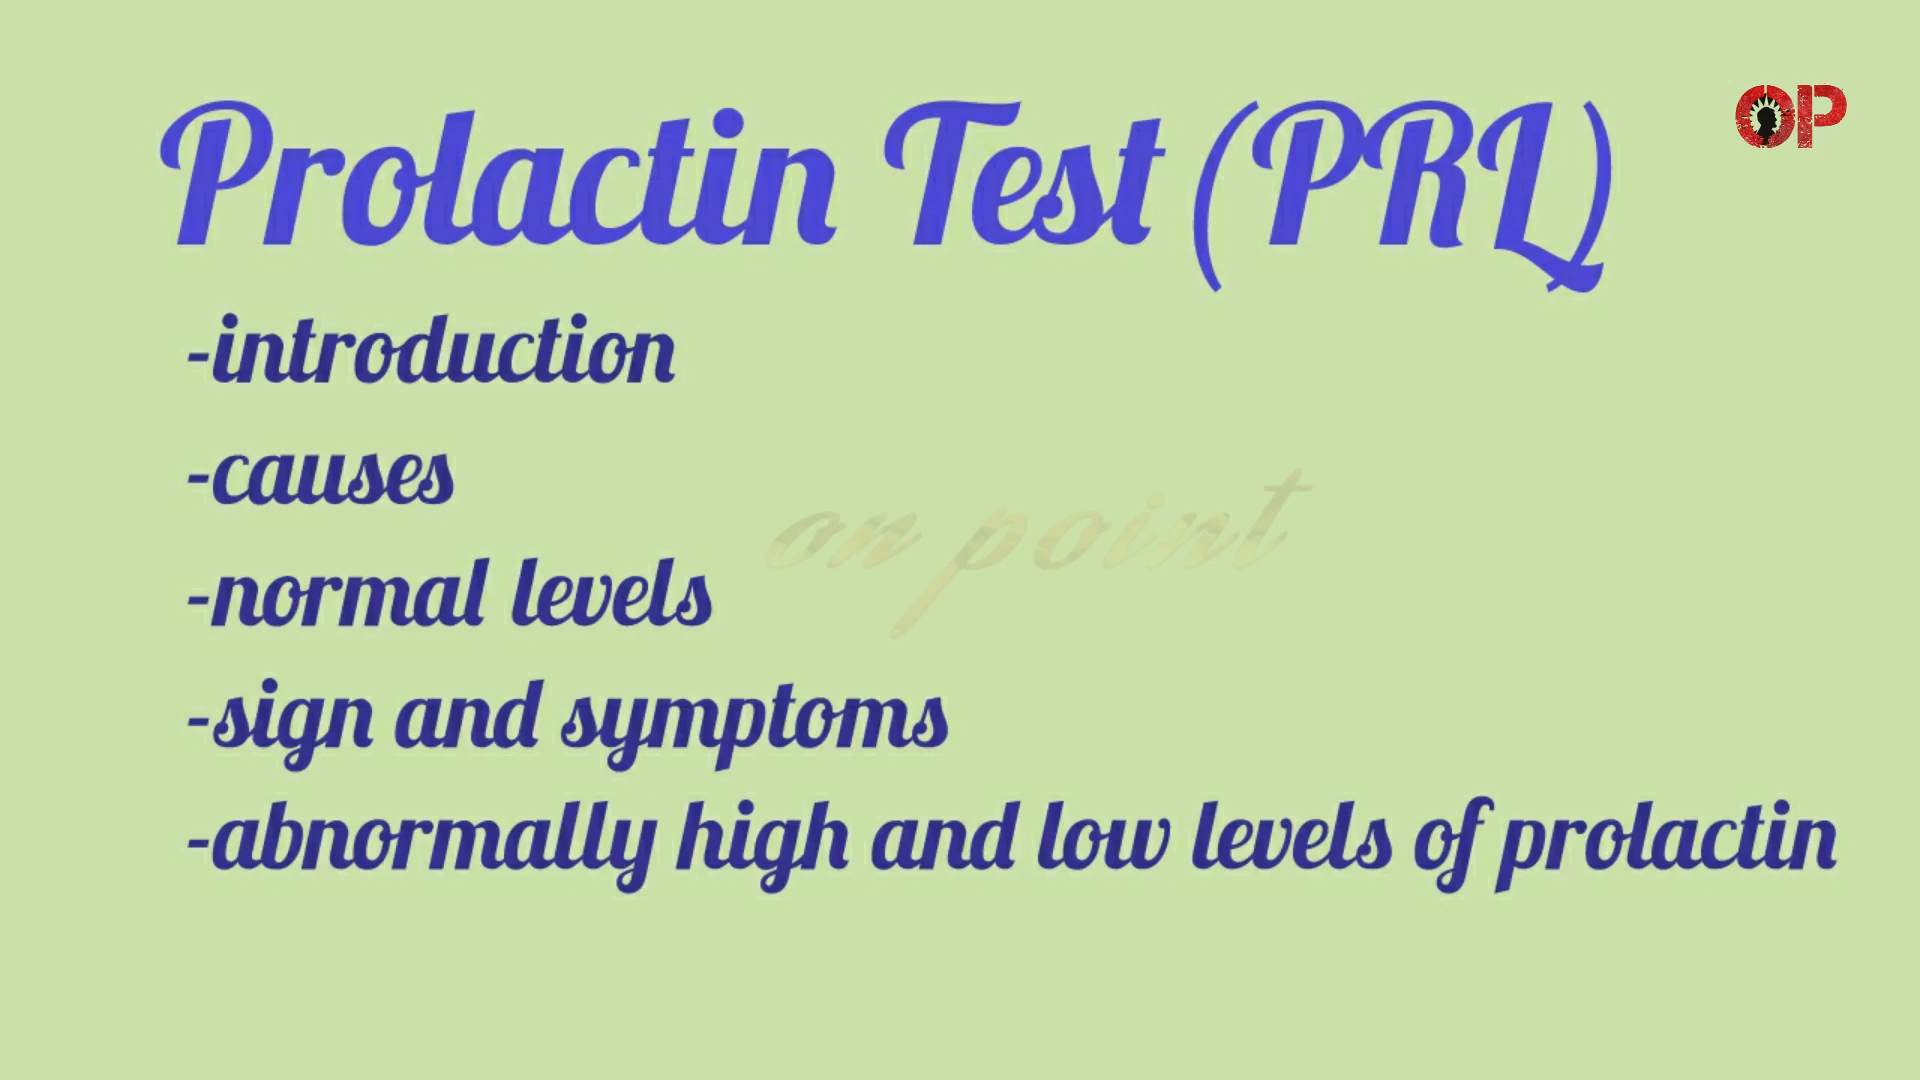 Prolactin Test (PRL)
OP
-introduction
-causes
on point
-normal levels
-sign and symptoms
-abnormally high and low levels of prolactin